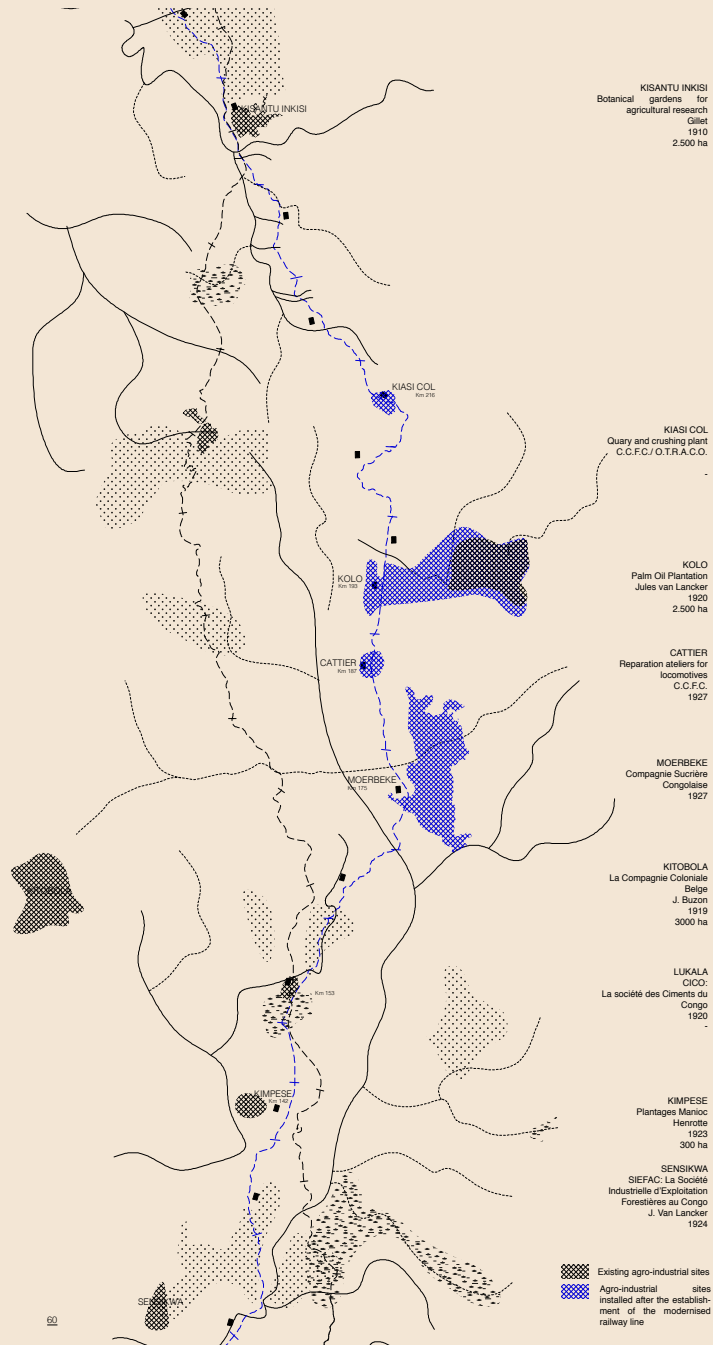 KISANTU INKISI
KIASI COL
Km 216
KOLO
Km 193
CATTIER
Km 187
MOERBEKE
Km 175
KITOBOLA
Km 153
KIMPESE
Km 142
SENSIKWA
60
KISANTU INKISI
Botanical gardens for
agricultural research
Gillet
1910
2.500 ha
KIASI COL
Quary and crushing plant
C.C.F.C./ O.T.R.A.C.O.
-
KOLO
Palm Oil Plantation
Jules van Lancker
1920
2.500 ha
CATTIER
Reparation ateliers for
locomotives
C.C.F.C.
1927
MOERBEKE
Compagnie Sucrière
Congolaise
1927
KITOBOLA
La Compagnie Coloniale
Belge
J. Buzon
1919
3000 ha
LUKALA
CICO:
La société des Ciments du
Congo
1920
-
KIMPESE
Plantages Manioc
Henrotte
1923
300 ha
SENSIKWA
SIEFAC: La Société
Industrielle d'Exploitation
Forestières au Congo
J. Van Lancker
1924
Existing agro-industrial sites
Agro-industrial sites
installed after the establish-
ment of the modernised
railway line